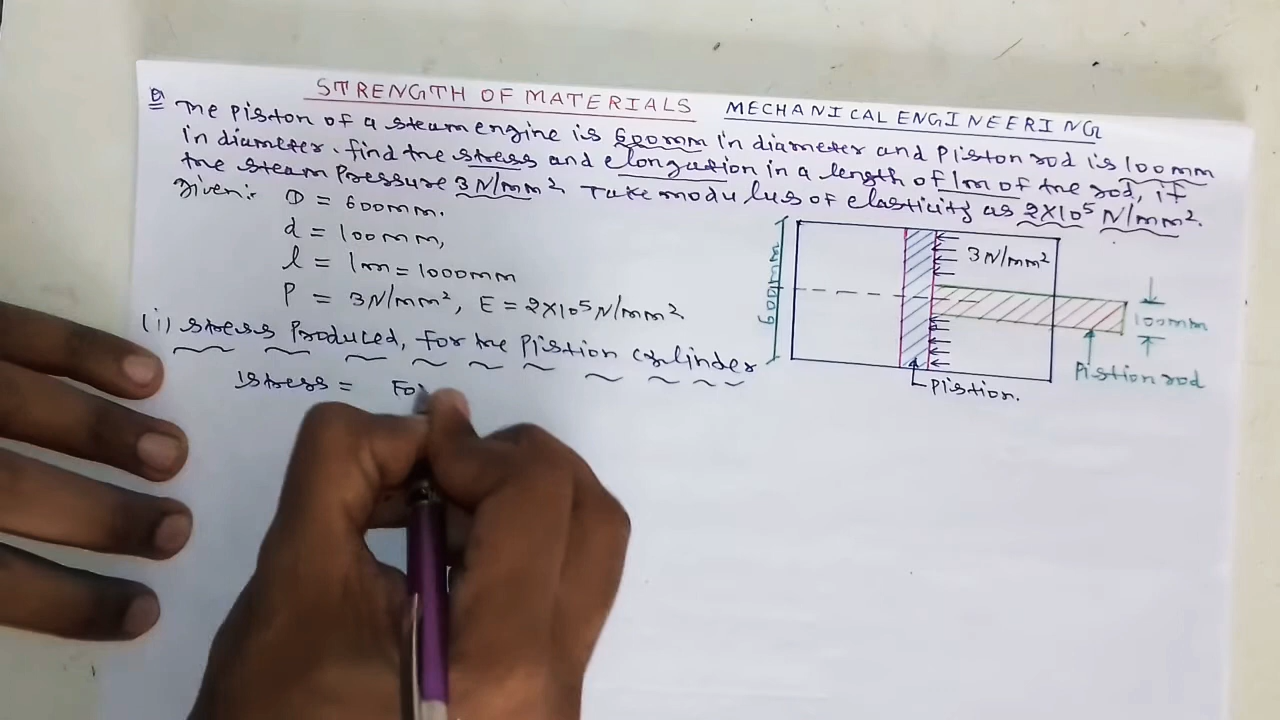 STRENGTH OF MATERIALS MECHANICAL ENGINEERING
Q The Piston of a steam engine is 600mm in diameter and Piston rod is 100mm
in diameter. find the stress and elongation in a length of 1m of the rod, if
the steam Pressure 3N/mm² Take modulus of elasticity as 2×10⁵ N/mm².
Given:- D = 600mm.
d = 100mm,
l = 1m = 1000mm
P = 3N/mm², E = 2×10⁵N/mm²
(i) Stress Produced, for the Pistion cylinder
Stress = Fo
600mm
3N/mm²
100mm
Pistion rod
Pistion.